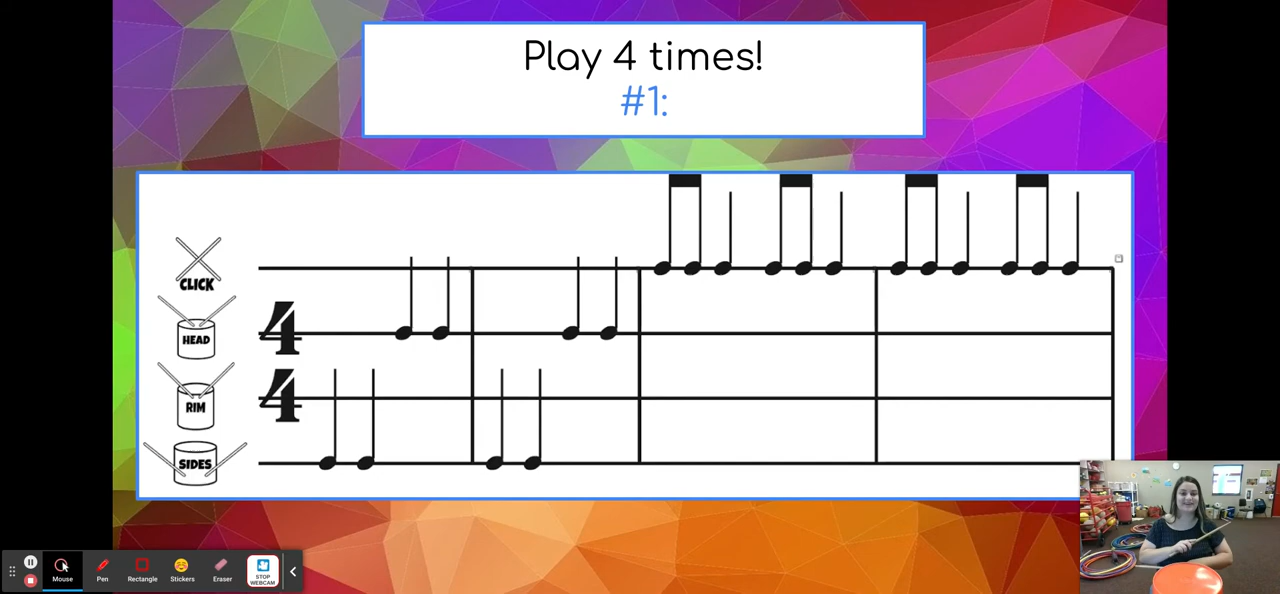 Play 4 times!
#1:
CLICK
HEAD
RIM
SIDES
4
4
Mouse
Pen
Rectangle
Stickers
Eraser
STOP
WEBCAM